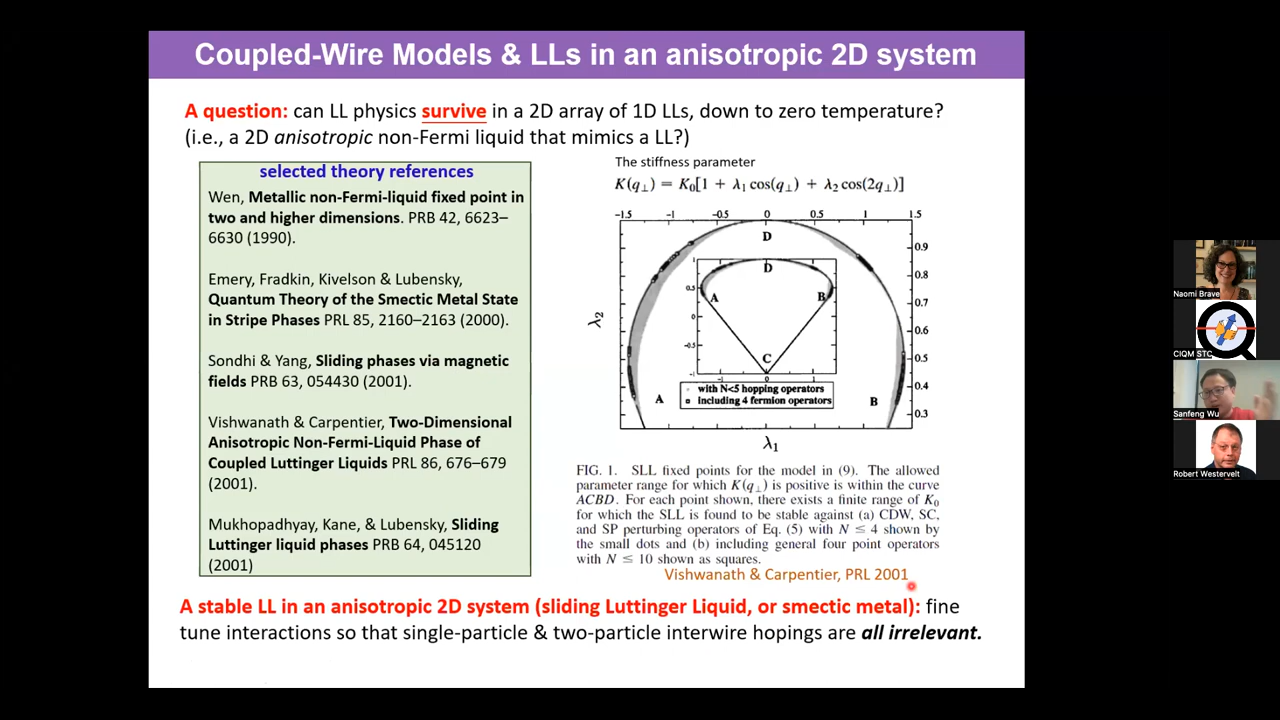 Coupled-Wire Models & LLs in an anisotropic 2D system
A question: can LL physics survive in a 2D array of 1D LLs, down to zero temperature?
(i.e., a 2D anisotropic non-Fermi liquid that mimics a LL?)
selected theory references
Wen, Metallic non-Fermi-liquid fixed point in
two and higher dimensions. PRB 42, 6623–
6630 (1990).
Emery, Fradkin, Kivelson & Lubensky,
Quantum Theory of the Smectic Metal State
in Stripe Phases PRL 85, 2160–2163 (2000).
Sondhi & Yang, Sliding phases via magnetic
fields PRB 63, 054430 (2001).
Vishwanath & Carpentier, Two-Dimensional
Anisotropic Non-Fermi-Liquid Phase of
Coupled Luttinger Liquids PRL 86, 676–679
(2001).
Mukhopadhyay, Kane, & Lubensky, Sliding
Luttinger liquid phases PRB 64, 045120
(2001)
The stiffness parameter
K(q⊥) = K0[1 + λ1 cos(q⊥) + λ2 cos(2q⊥)]
-1.5 -1 -0.5 0 0.5 1 1.5
D
0.9
0.8
0.7
0.6
0.5
0.4
0.3
λ2
1
0.5
0
-0.5
-1
D
A B
C
-1 0 1
with N<5 hopping operators
including 4 fermion operators
A B
λ1
FIG. 1. SLL fixed points for the model in (9). The allowed
parameter range for which K(q⊥) is positive is within the curve
ACBD. For each point shown, there exists a finite range of K0
for which the SLL is found to be stable against (a) CDW, SC,
and SP perturbing operators of Eq. (5) with N ≤ 4 shown by
the small dots and (b) including general four point operators
with N ≤ 10 shown as squares.
Vishwanath & Carpentier, PRL 2001
A stable LL in an anisotropic 2D system (sliding Luttinger Liquid, or smectic metal): fine
tune interactions so that single-particle & two-particle interwire hopings are all irrelevant.
Naomi Brave
CIQM STC
Sanfeng Wu
Robert Westervelt